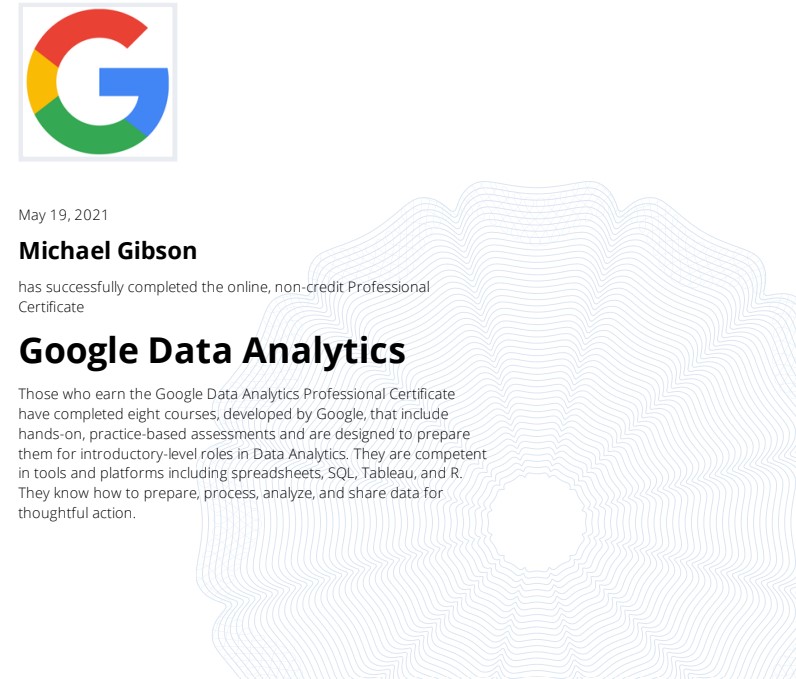 May 19, 2021
Michael Gibson
has successfully completed the online, non-credit Professional
Certificate
Google Data Analytics
Those who earn the Google Data Analytics Professional Certificate
have completed eight courses, developed by Google, that include
hands-on, practice-based assessments and are designed to prepare
them for introductory-level roles in Data Analytics. They are competent
in tools and platforms including spreadsheets, SQL, Tableau, and R.
They know how to prepare, process, analyze, and share data for
thoughtful action.